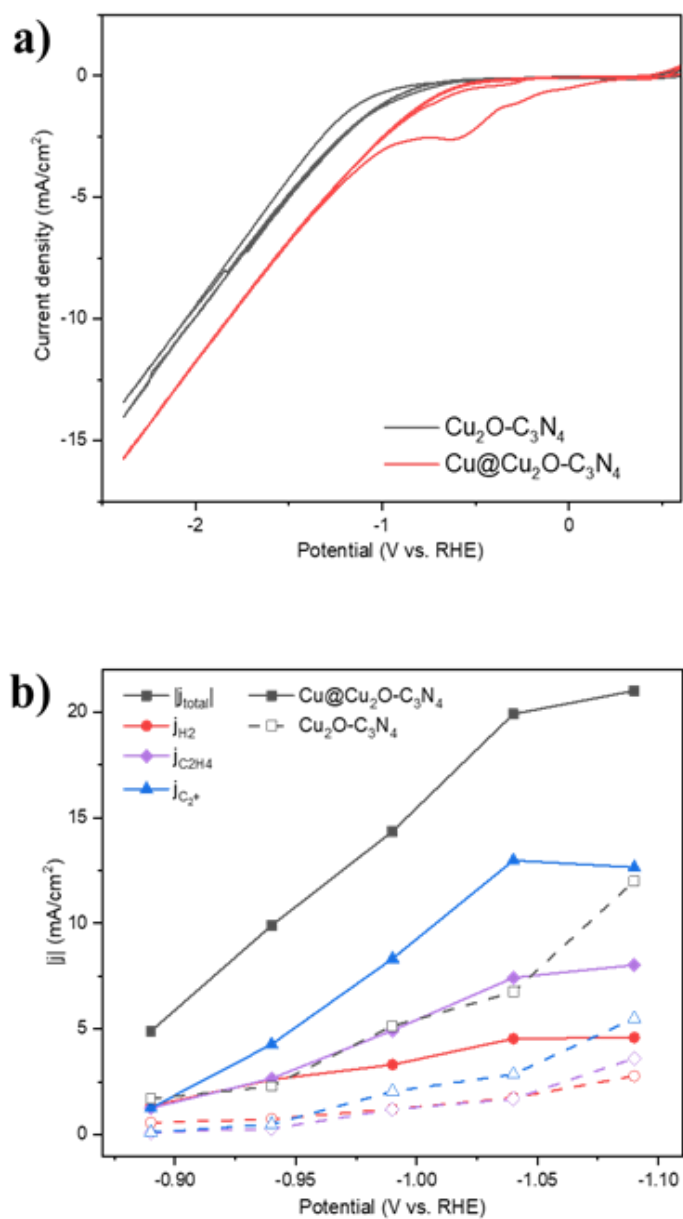 a)
0
-5
-10
-15
Current density (mA/cm²)
Cu₂O-C₃N₄
Cu@Cu₂O-C₃N₄
-2 -1 0
Potential (V vs. RHE)
b)
|j_total| Cu@Cu₂O-C₃N₄
j_H2 Cu₂O-C₃N₄
j_C2H4
j_C₂⁺
20
15
10
5
0
|j| (mA/cm²)
-0.90 -0.95 -1.00 -1.05 -1.10
Potential (V vs. RHE)